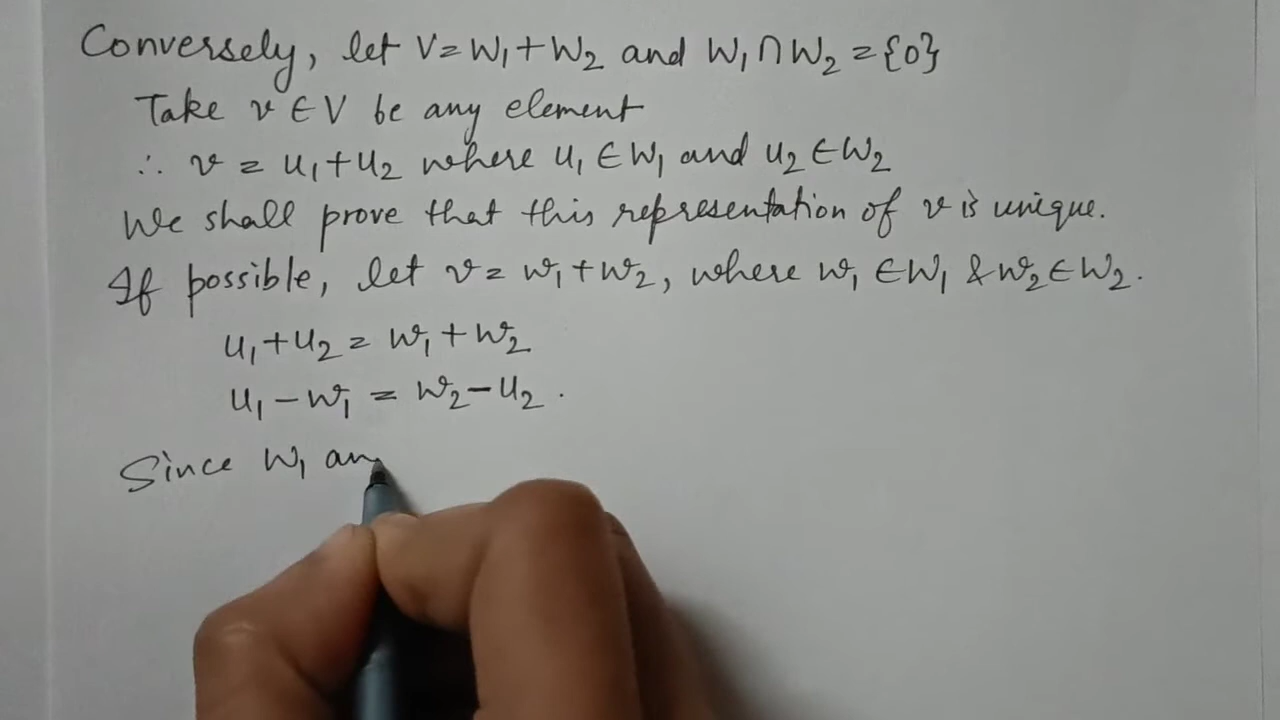 Conversely, let V=W₁+W₂ and W₁∩W₂={0}
Take v∈V be any element
∴ v = u₁+u₂ where u₁∈W₁ and u₂∈W₂
We shall prove that this representation of v is unique.
If possible, let v=w₁+w₂, where w₁∈W₁ & w₂∈W₂.
u₁+u₂ = w₁+w₂
u₁-w₁ = w₂-u₂.
Since W₁ an